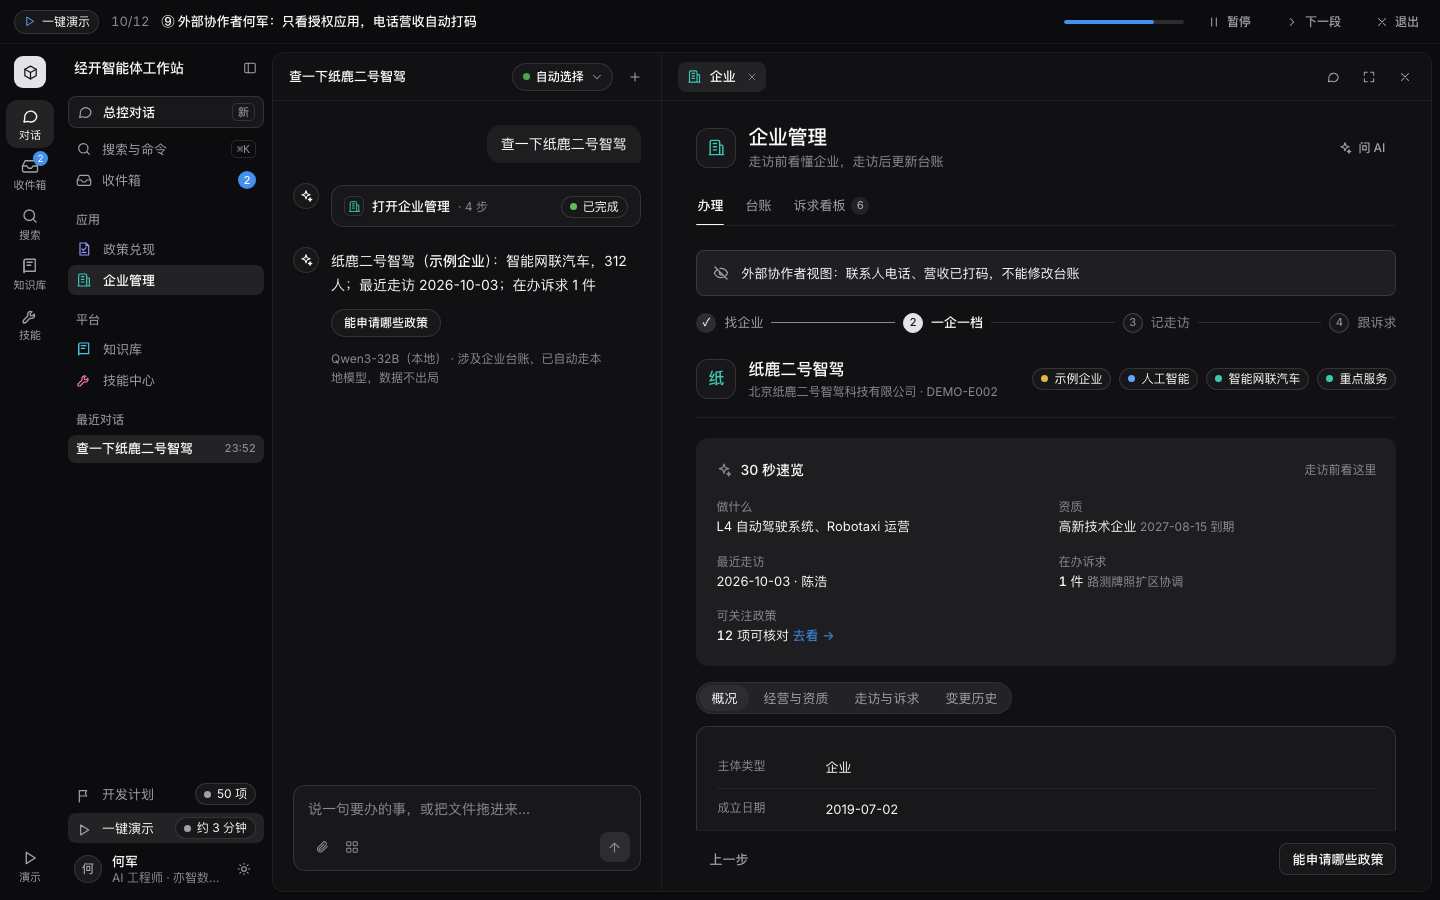 一键演示
10/12
⑨ 外部协作者何军：只看授权应用，电话营收自动打码
暂停
下一段
退出
经开智能体工作站
对话
2
收件箱
搜索
知识库
技能
演示
总控对话
新
搜索与命令
⌘K
收件箱
2
应用
政策兑现
企业管理
平台
知识库
技能中心
最近对话
查一下纸鹿二号智驾
23:52
开发计划
50 项
一键演示
约 3 分钟
何
何军
AI 工程师 · 亦智数...
查一下纸鹿二号智驾
自动选择
查一下纸鹿二号智驾
打开企业管理 · 4 步
已完成
纸鹿二号智驾（示例企业）：智能网联汽车，312
人；最近走访 2026-10-03；在办诉求 1 件
能申请哪些政策
Qwen3-32B（本地） · 涉及企业台账，已自动走本
地模型，数据不出局
说一句要办的事，或把文件拖进来...
企业
企业管理
走访前看懂企业，走访后更新台账
问 AI
办理
台账
诉求看板
6
外部协作者视图：联系人电话、营收已打码，不能修改台账
✓ 找企业
2 一企一档
3 记走访
4 跟诉求
纸
纸鹿二号智驾
北京纸鹿二号智驾科技有限公司 · DEMO-E002
示例企业
人工智能
智能网联汽车
重点服务
30 秒速览
走访前看这里
做什么
L4 自动驾驶系统、Robotaxi 运营
资质
高新技术企业 2027-08-15 到期
最近走访
2026-10-03 · 陈浩
在办诉求
1 件 路测牌照扩区协调
可关注政策
12 项可核对 去看 →
概况
经营与资质
走访与诉求
变更历史
主体类型
企业
成立日期
2019-07-02
上一步
能申请哪些政策